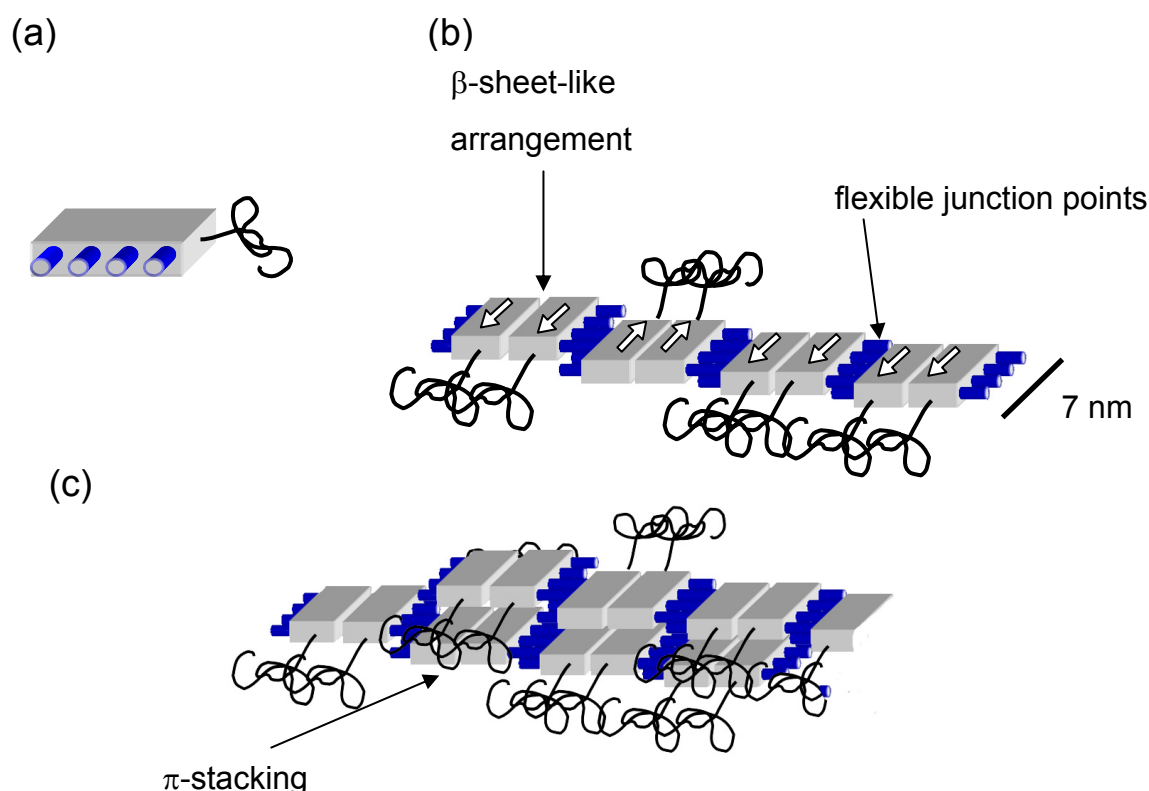 (a)
(b)
β-sheet-like
arrangement
flexible junction points
7 nm
(c)
π-stacking